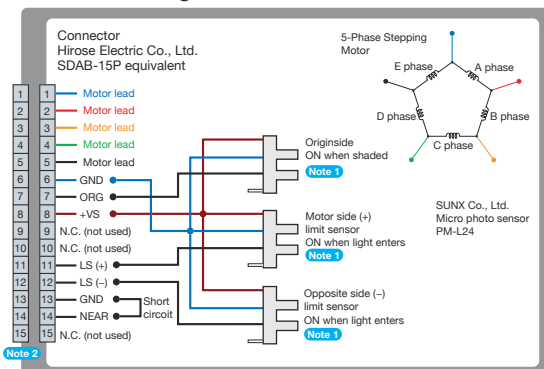 Connector
Hirose Electric Co., Ltd.
SDAB-15P equivalent
5-Phase Stepping
Motor
E phase
A phase
D phase
B phase
C phase
1 1 Motor lead
2 2 Motor lead
3 3 Motor lead
4 4 Motor lead
5 5 Motor lead
6 6 GND
7 7 ORG
8 8 +VS
9 9 N.C. (not used)
10 10 N.C. (not used)
11 11 LS (+)
12 12 LS (−)
13 13 GND
14 14 NEAR
15 15 N.C. (not used)
Short
circoit
Note 2
Originside
ON when shaded
Note 1
Motor side (+)
limit sensor
ON when light enters
Note 1
Opposite side (−)
limit sensor
ON when light enters
Note 1
SUNX Co., Ltd.
Micro photo sensor
PM-L24